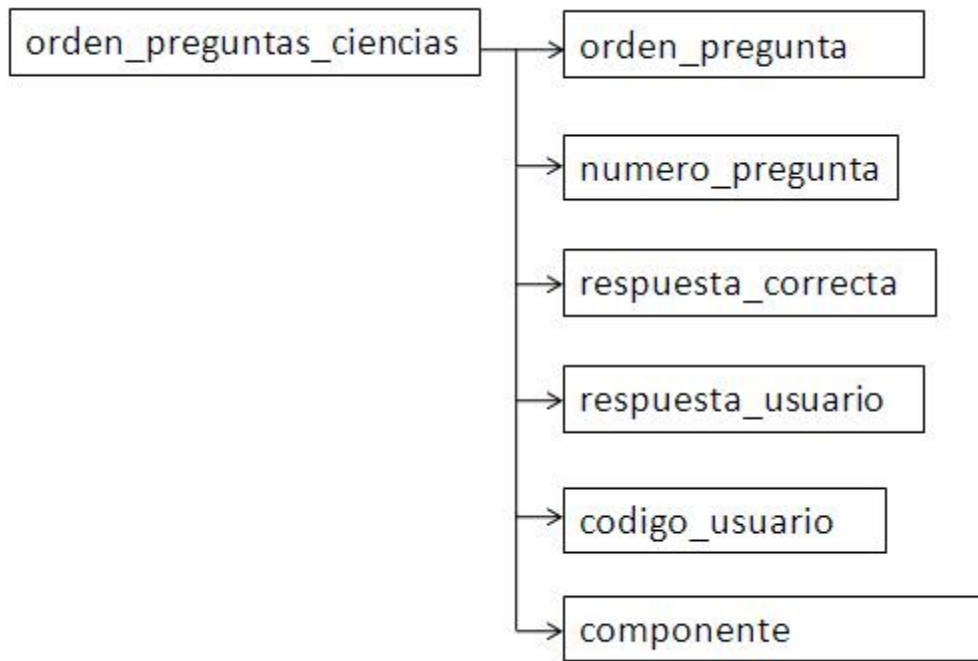 orden_preguntas_ciencias
orden_pregunta
numero_pregunta
respuesta_correcta
respuesta_usuario
codigo_usuario
componente